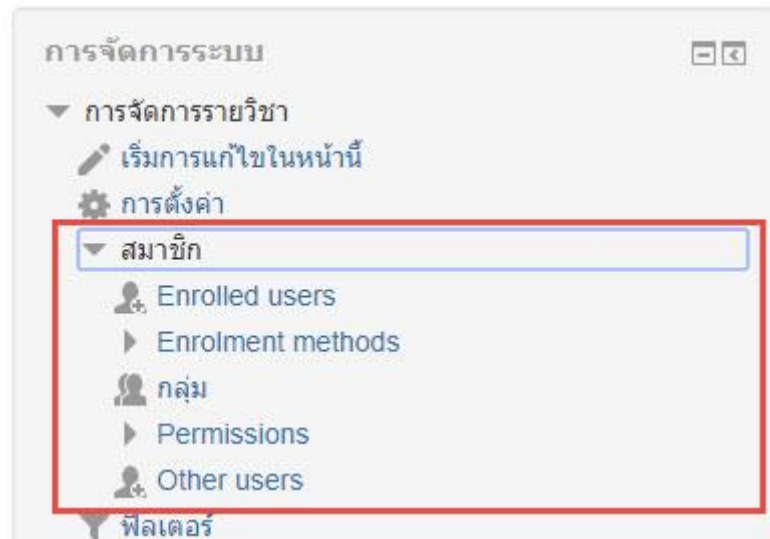 การจัดการระบบ
การจัดการรายวิชา
เริ่มการแก้ไขในหน้านี้
การตั้งค่า
สมาชิก
Enrolled users
Enrolment methods
กลุ่ม
Permissions
Other users
ฟิลเตอร์